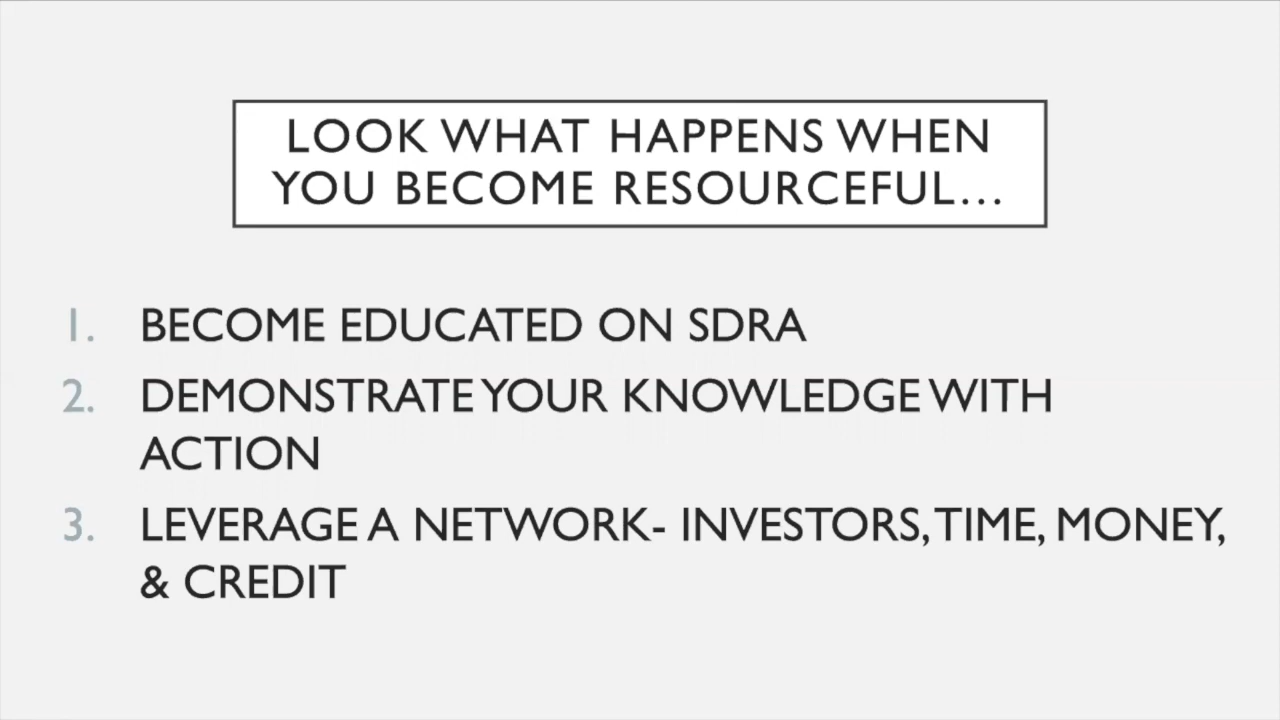 LOOK WHAT HAPPENS WHEN
YOU BECOME RESOURCEFUL...
1. BECOME EDUCATED ON SDRA
2. DEMONSTRATE YOUR KNOWLEDGE WITH
ACTION
3. LEVERAGE A NETWORK- INVESTORS, TIME, MONEY,
& CREDIT